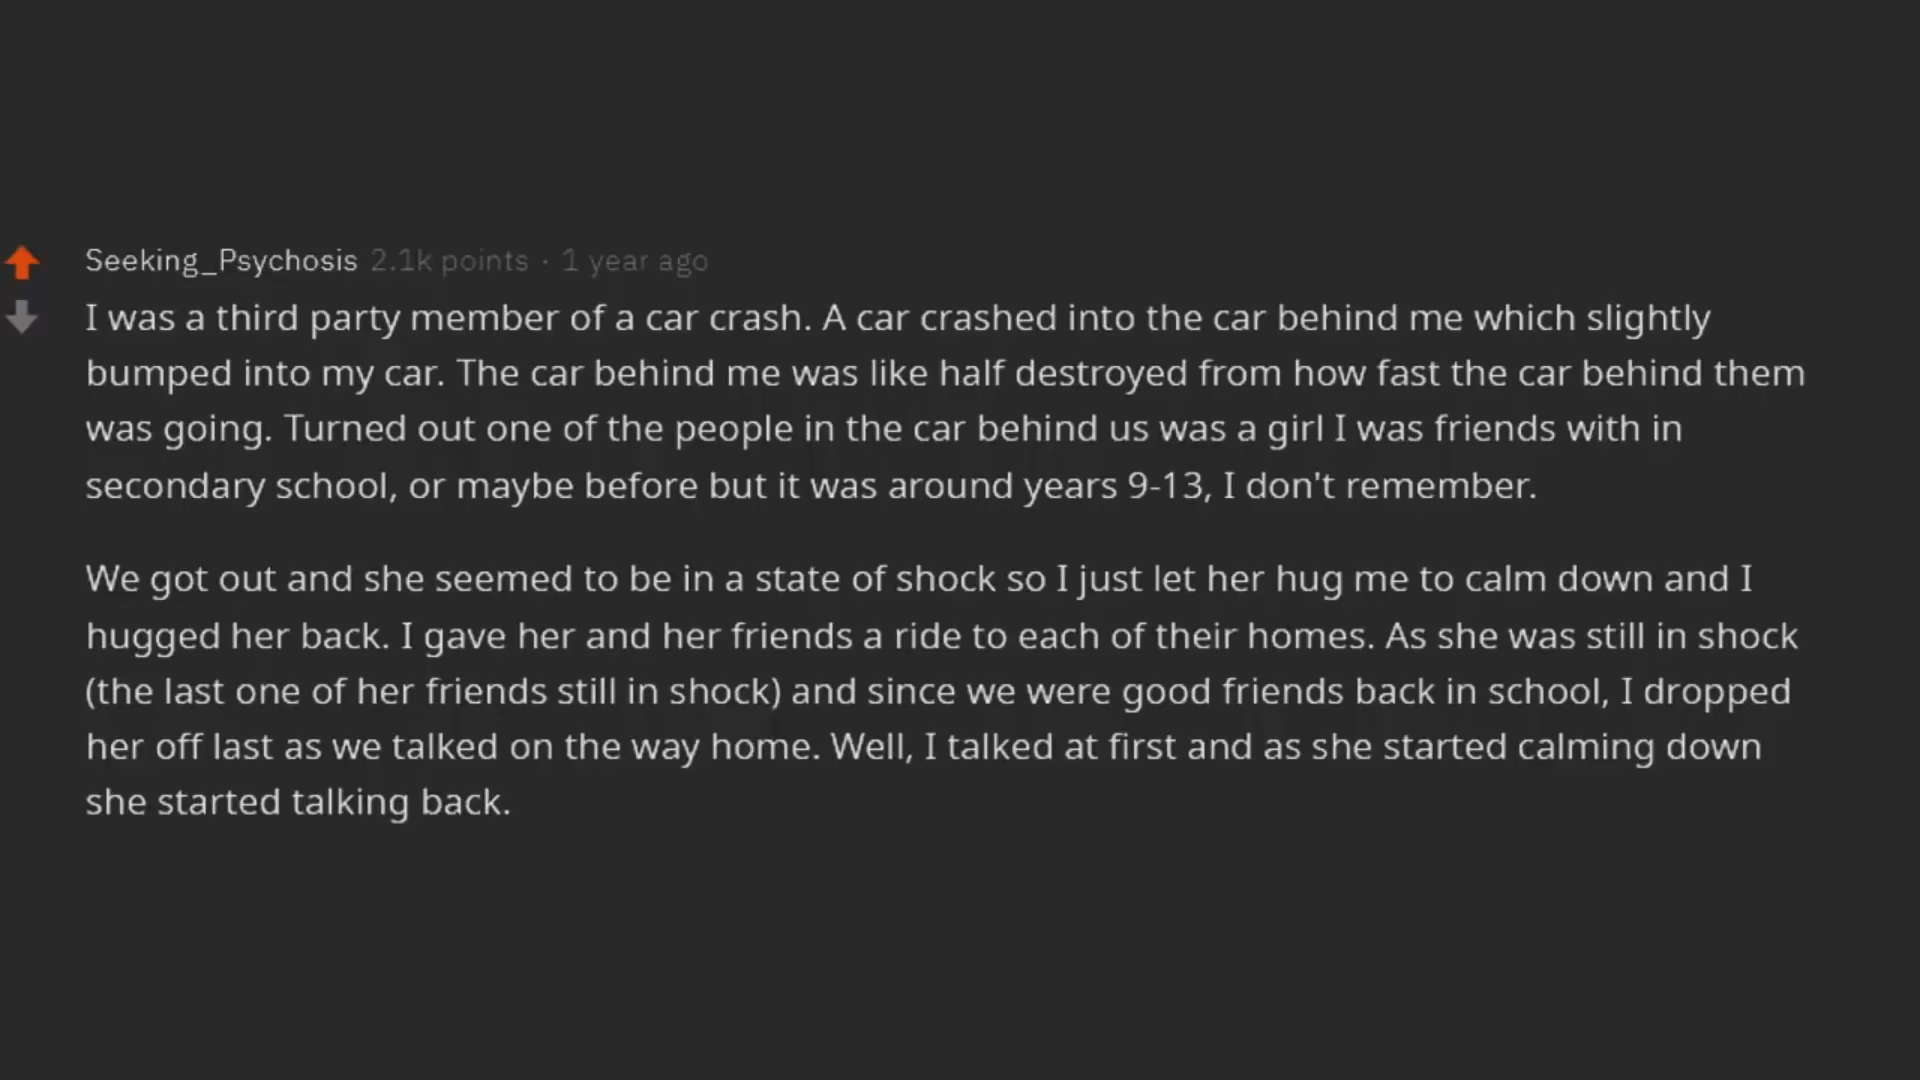 Seeking_Psychosis 2.1k points · 1 year ago
I was a third party member of a car crash. A car crashed into the car behind me which slightly
bumped into my car. The car behind me was like half destroyed from how fast the car behind them
was going. Turned out one of the people in the car behind us was a girl I was friends with in
secondary school, or maybe before but it was around years 9-13, I don't remember.
We got out and she seemed to be in a state of shock so I just let her hug me to calm down and I
hugged her back. I gave her and her friends a ride to each of their homes. As she was still in shock
(the last one of her friends still in shock) and since we were good friends back in school, I dropped
her off last as we talked on the way home. Well, I talked at first and as she started calming down
she started talking back.